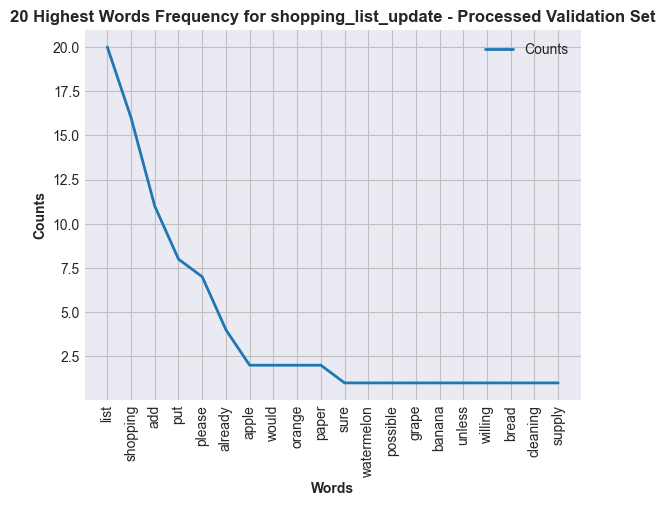 20 Highest Words Frequency for shopping_list_update - Processed Validation Set
Counts
20.0
17.5
15.0
12.5
10.0
7.5
5.0
2.5
Counts
list
shopping
add
put
please
already
apple
would
orange
paper
sure
watermelon
possible
grape
banana
unless
willing
bread
cleaning
supply
Words